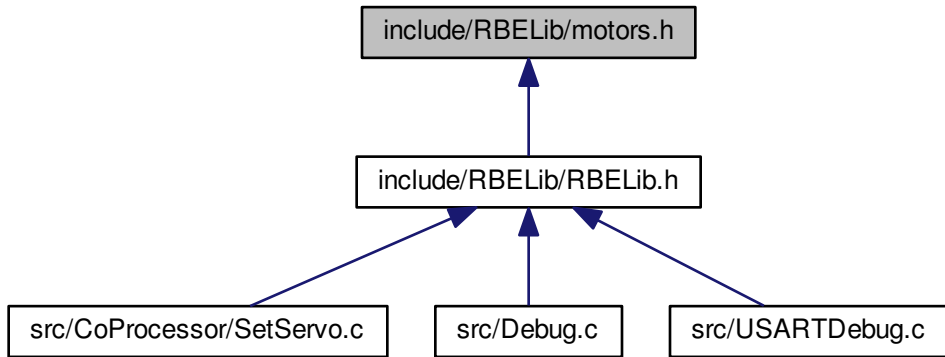 include/RBELib/motors.h
include/RBELib/RBELib.h
src/CoProcessor/SetServo.c
src/Debug.c
src/USARTDebug.c